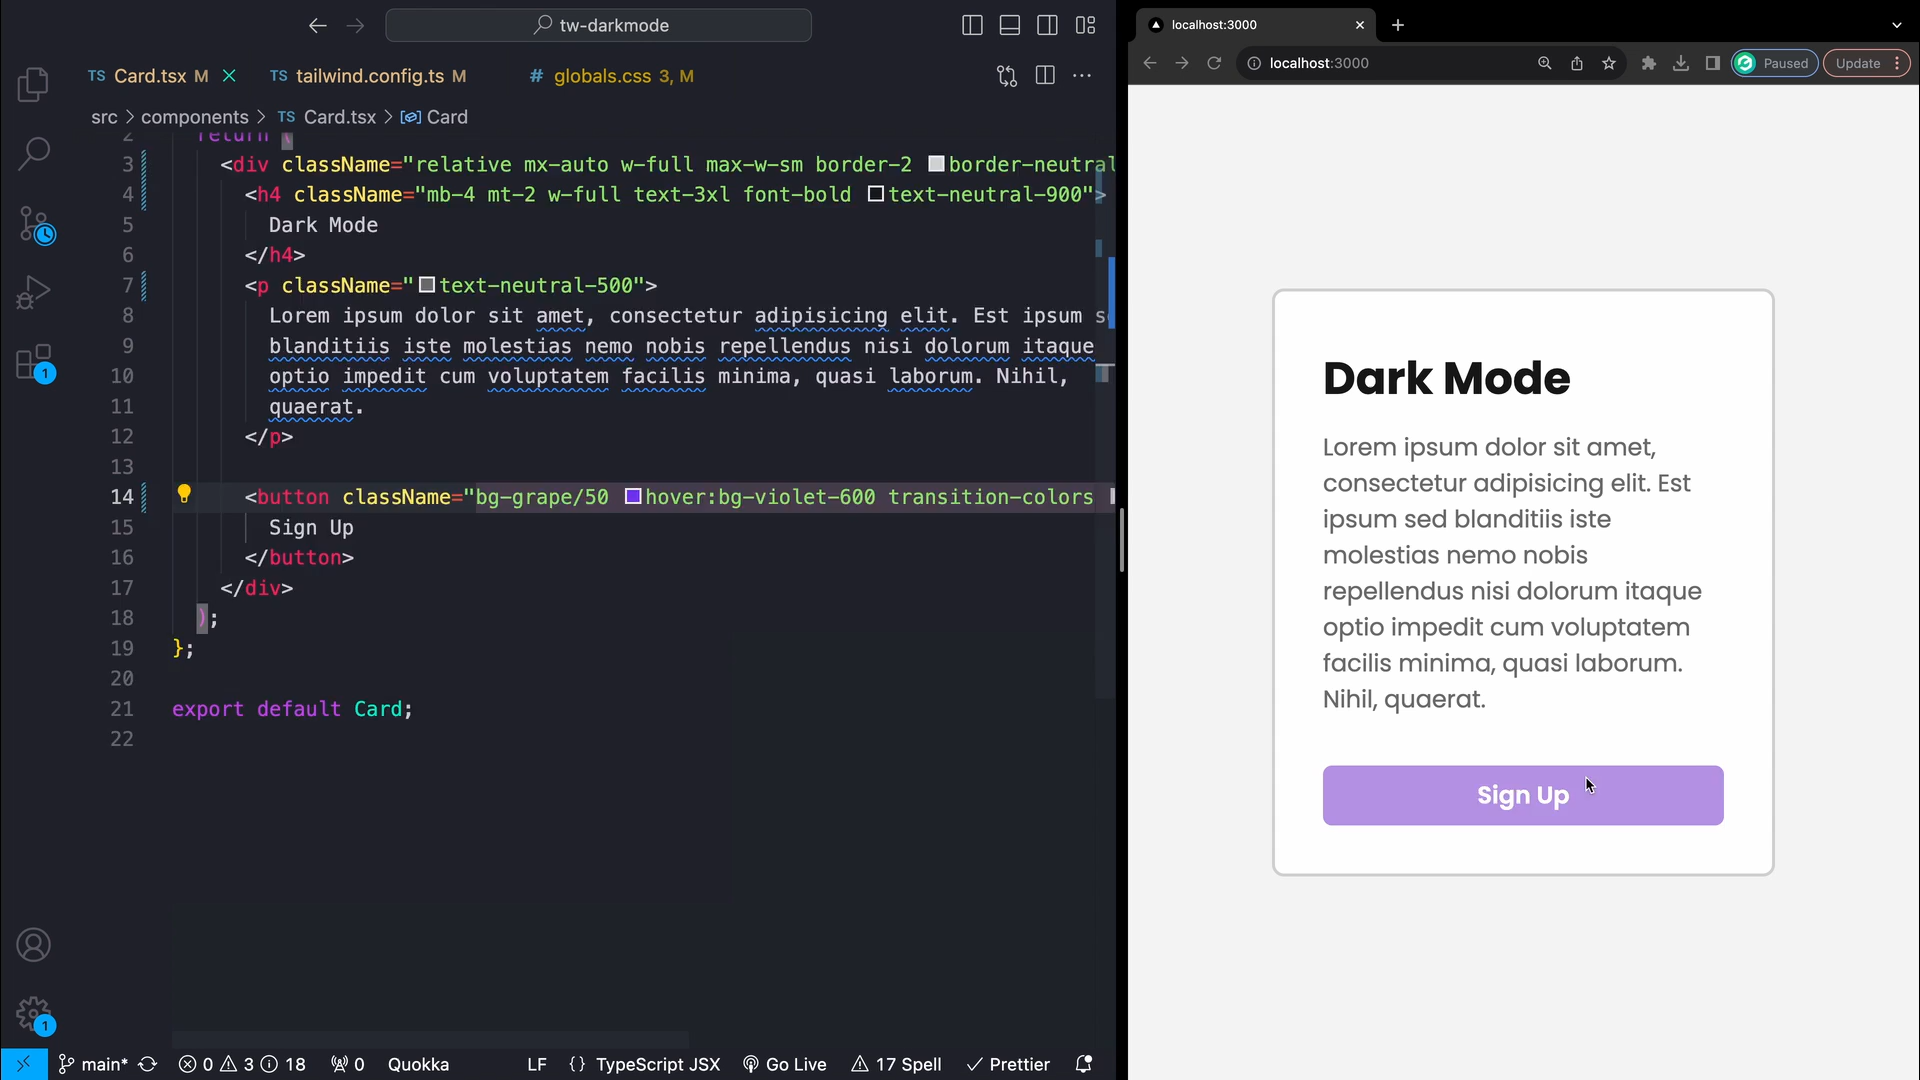 tw-darkmode
TS Card.tsx M
TS tailwind.config.ts M
# globals.css 3, M
src > components > TS Card.tsx > Card
2 return (
3 <div className="relative mx-auto w-full max-w-sm border-2 border-neutral
4 <h4 className="mb-4 mt-2 w-full text-3xl font-bold text-neutral-900">
5 Dark Mode
6 </h4>
7 <p className="text-neutral-500">
8 Lorem ipsum dolor sit amet, consectetur adipisicing elit. Est ipsum s
9 blanditiis iste molestias nemo nobis repellendus nisi dolorum itaque
10 optio impedit cum voluptatem facilis minima, quasi laborum. Nihil,
11 quaerat.
12 </p>
13
14 <button className="bg-grape/50 hover:bg-violet-600 transition-colors
15 Sign Up
16 </button>
17 </div>
18 );
19 };
20
21 export default Card;
22
1
1
main*
0
3
18
0
Quokka
LF
{} TypeScript JSX
Go Live
17 Spell
Prettier
localhost:3000
localhost:3000
Paused
Update
Dark Mode
Lorem ipsum dolor sit amet,
consectetur adipisicing elit. Est
ipsum sed blanditiis iste
molestias nemo nobis
repellendus nisi dolorum itaque
optio impedit cum voluptatem
facilis minima, quasi laborum.
Nihil, quaerat.
Sign Up